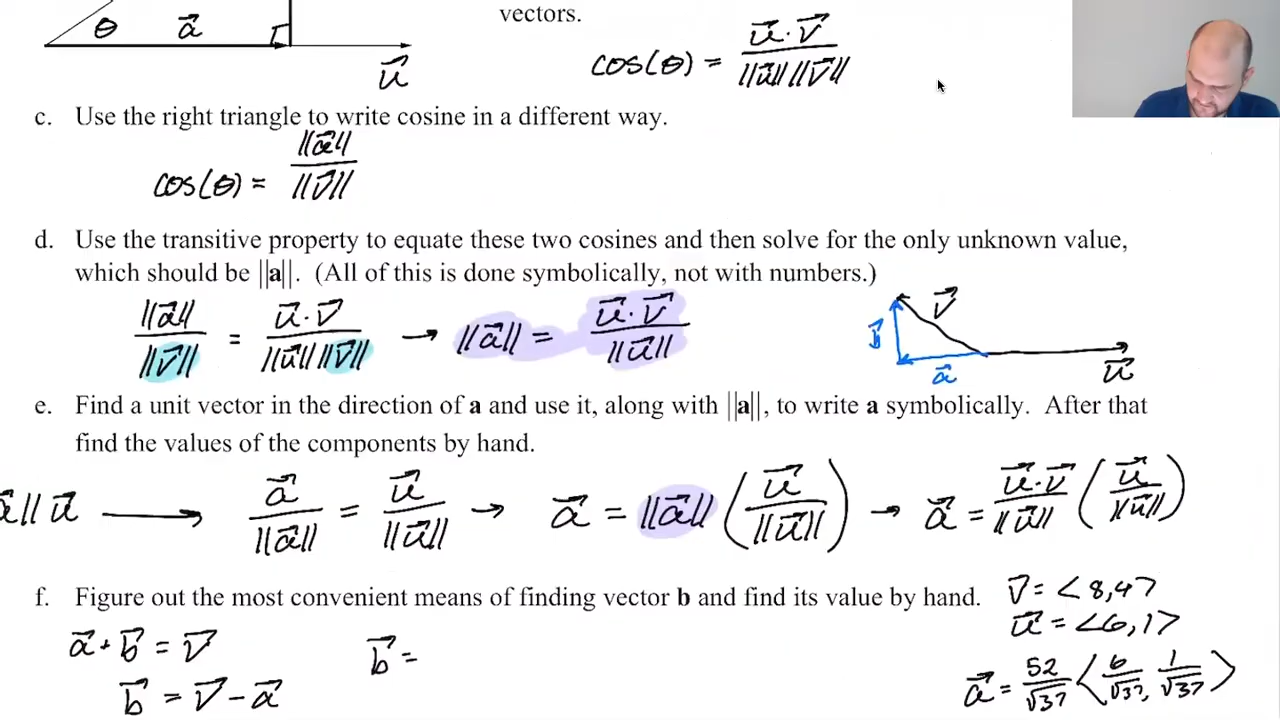 vectors.
θ a⃗
u⃗
cos(θ) = u⃗·v⃗ / ||u⃗|| ||v⃗||
c. Use the right triangle to write cosine in a different way.
cos(θ) = ||a⃗|| / ||v⃗||
d. Use the transitive property to equate these two cosines and then solve for the only unknown value,
which should be ||a||. (All of this is done symbolically, not with numbers.)
||a⃗|| / ||v⃗|| = u⃗·v⃗ / ||u⃗|| ||v⃗|| → ||a⃗|| = u⃗·v⃗ / ||u⃗||
v⃗
b⃗
a⃗ u⃗
e. Find a unit vector in the direction of a and use it, along with ||a||, to write a symbolically. After that
find the values of the components by hand.
a⃗ || u⃗ → a⃗ / ||a⃗|| = u⃗ / ||u⃗|| → a⃗ = ||a⃗|| (u⃗ / ||u⃗||) → a⃗ = u⃗·v⃗ / ||u⃗|| (u⃗ / ||u⃗||)
f. Figure out the most convenient means of finding vector b and find its value by hand.
v⃗ = <8,4>
u⃗ = <6,1>
a⃗ + b⃗ = v⃗
b⃗ =
b⃗ = v⃗ - a⃗
a⃗ = 52/√37 <6/√37, 1/√37>